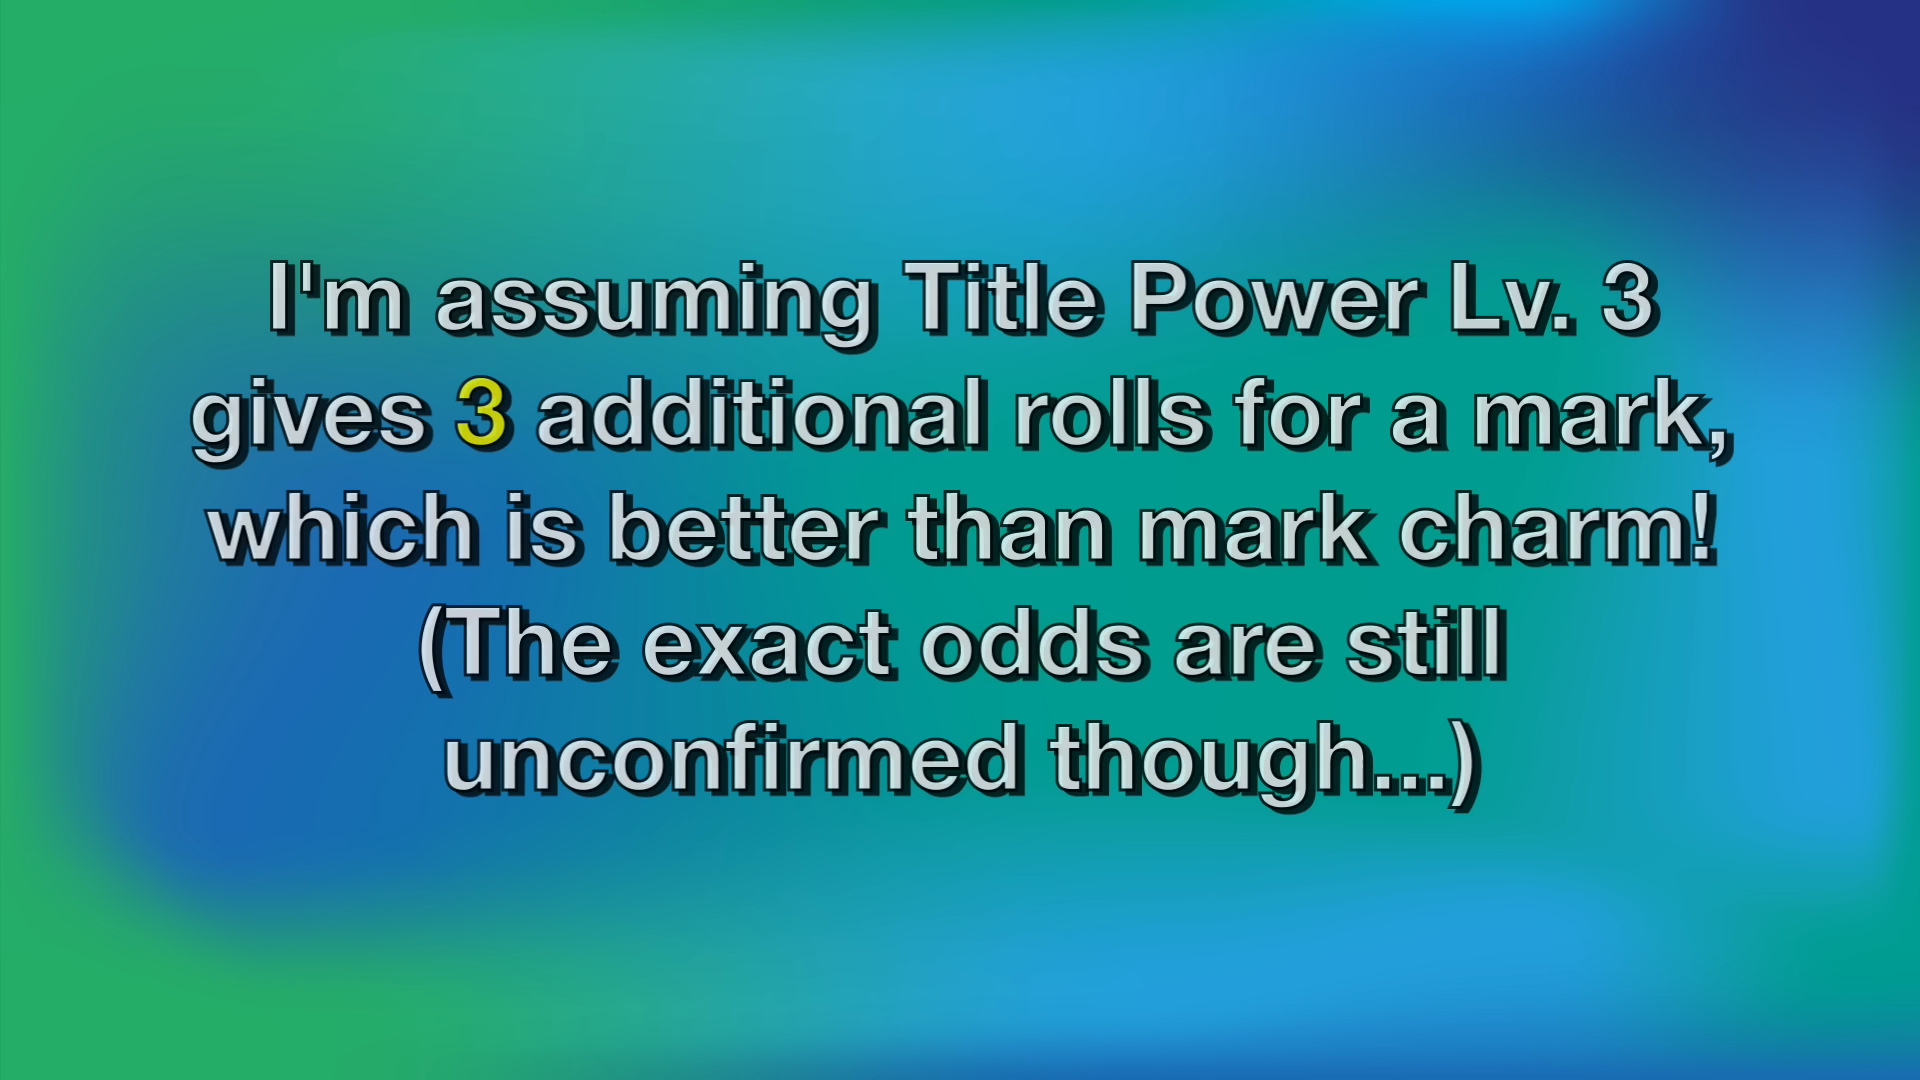 I'm assuming Title Power Lv. 3
gives 3 additional rolls for a mark,
which is better than mark charm!
(The exact odds are still
unconfirmed though...)